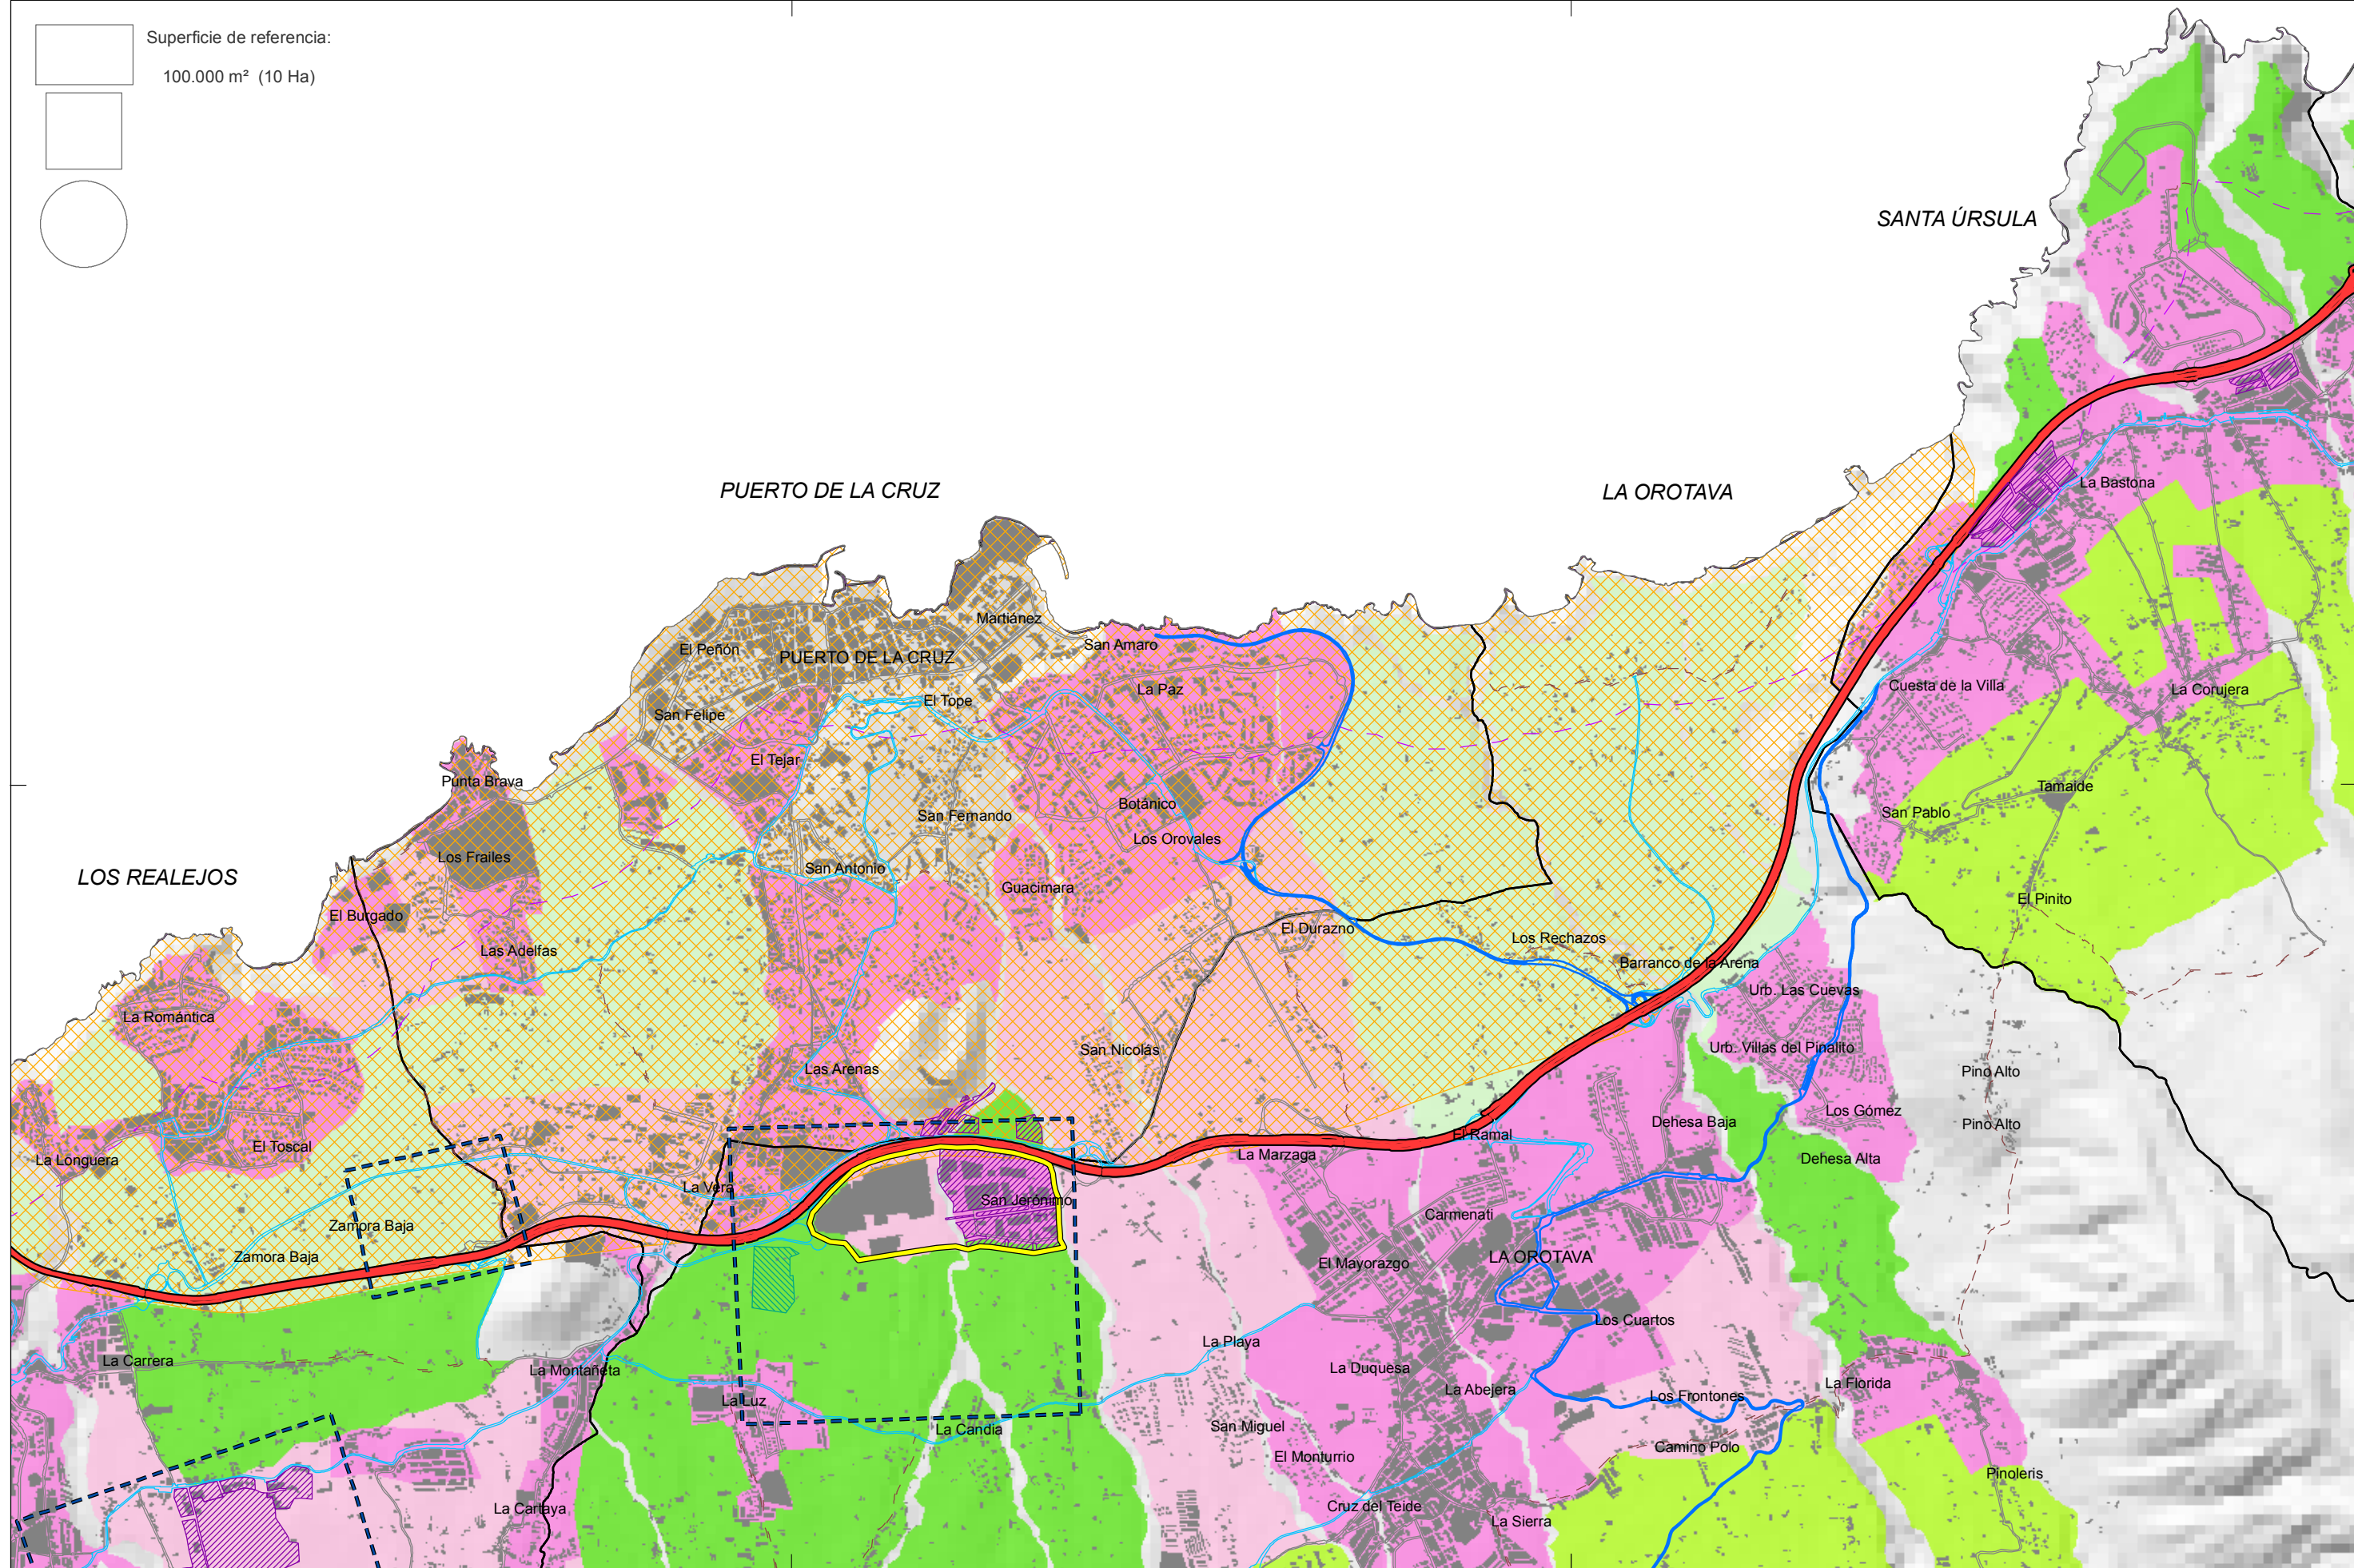 Superficie de referencia:
100.000 m² (10 Ha)
SANTA ÚRSULA
PUERTO DE LA CRUZ
LA OROTAVA
La Bastona
Martiánez
El Peñón
San Amaro
PUERTO DE LA CRUZ
La Paz
Cuesta de la Villa
La Corujera
El Tope
San Felipe
El Tejar
Punta Brava
Tamaide
Botánico
San Fernando
San Pablo
Los Orovales
Los Frailes
San Antonio
LOS REALEJOS
Guacimara
El Pinito
El Burgado
El Durazno
Los Rechazos
Las Adelfas
Barranco de la Arena
Urb. Las Cuevas
La Romántica
San Nicolás
Urb. Villas del Pinalito
Las Arenas
Pino Alto
Los Gómez
Dehesa Baja
Pino Alto
El Ramal
El Toscal
La Marzaga
La Longuera
Dehesa Alta
La Vera
San Jerónimo
Carmenati
Zamora Baja
Zamora Baja
LA OROTAVA
El Mayorazgo
Los Cuartos
La Playa
La Carrera
La Montañeta
La Duquesa
La Florida
La Abejera
Los Frontones
La Luz
San Miguel
La Candia
Camino Polo
El Monturrio
Pinoleris
La Cartaya
Cruz del Teide
La Sierra